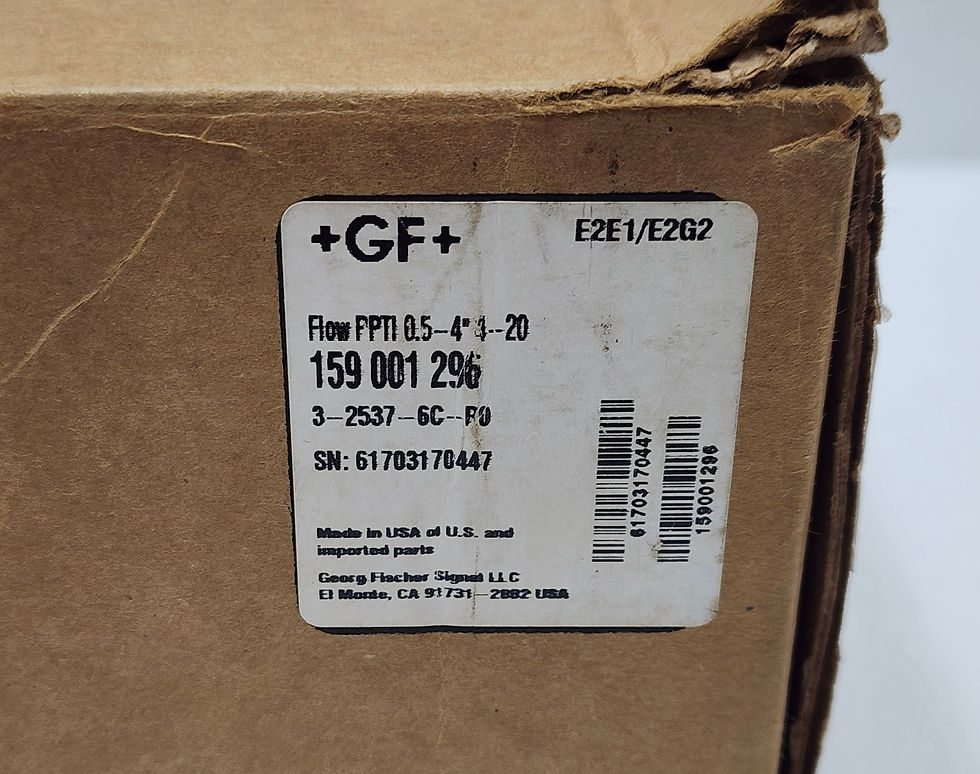 +GF+
E2E1/E2G2
Flow PPTI 0.5-4" 4-20
159 001 296
3-2537-6C-P0
SN: 61703170447
Made in USA of U.S. and
imported parts
Georg Fischer Signet LLC
El Monte, CA 91731-2882 USA
61703170447
159001296